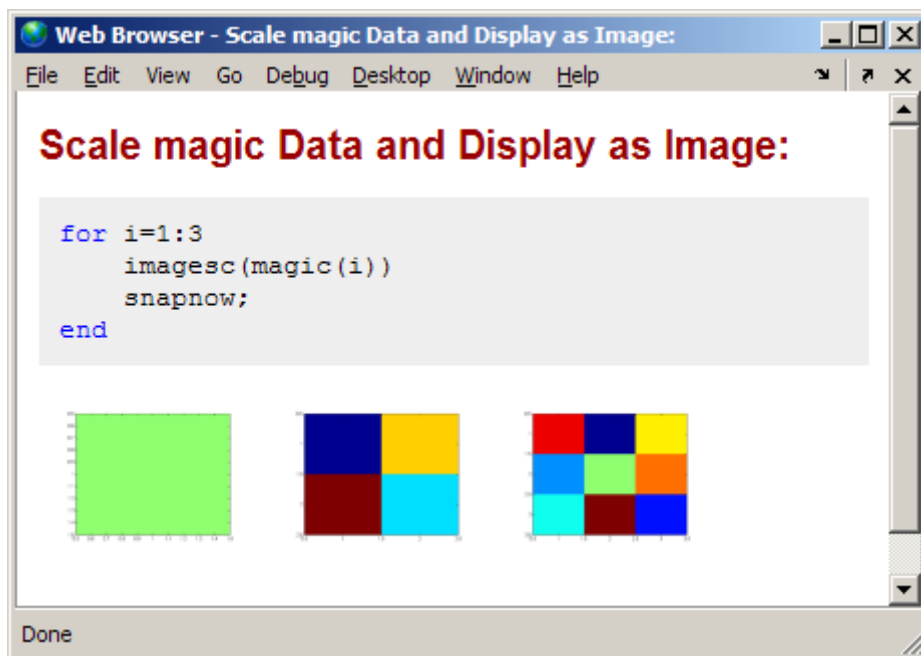 Web Browser - Scale magic Data and Display as Image:
File Edit View Go Debug Desktop Window Help
Scale magic Data and Display as Image:
for i=1:3
imagesc(magic(i))
snapnow;
end
Done